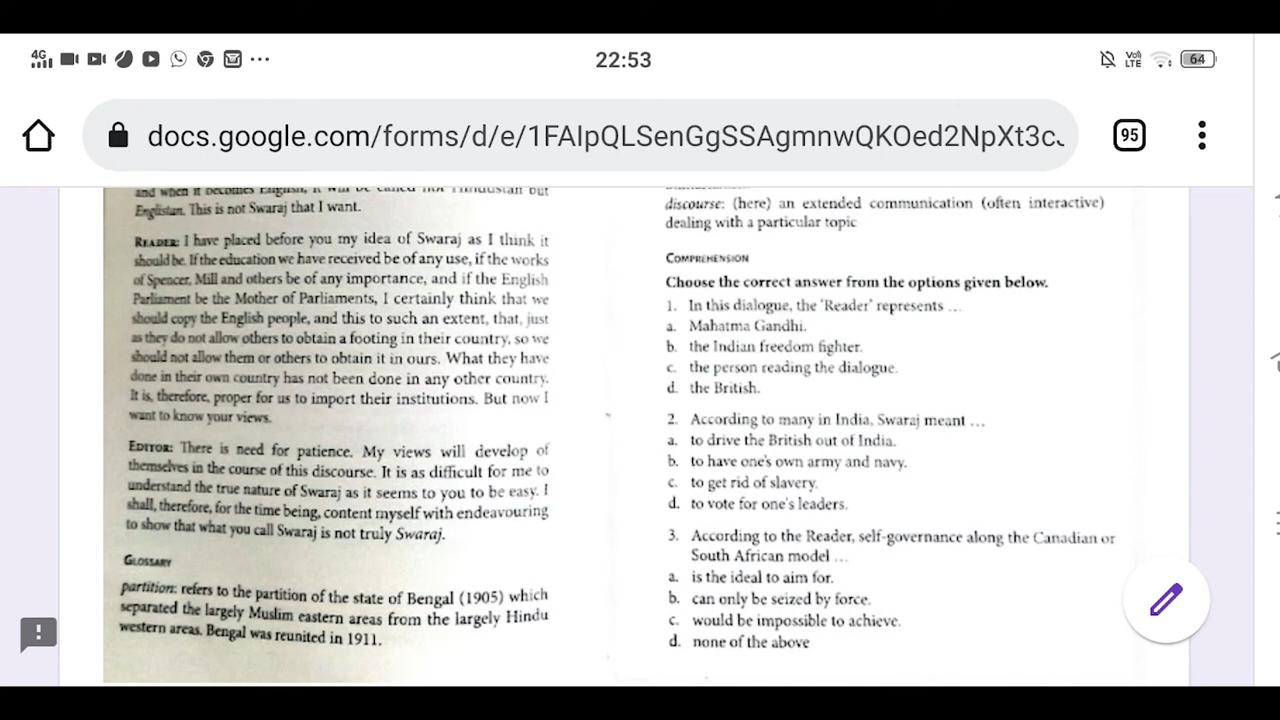 4G
22:53
Vo)
LTE
64
docs.google.com/forms/d/e/1FAIpQLSenGgSSAgmnwQKOed2NpXt3c
95
and when it becomes English, it will be called not Hindustan but
Englistan. This is not Swaraj that I want.
READER: I have placed before you my idea of Swaraj as I think it
should be. If the education we have received be of any use, if the works
of Spencer, Mill and others be of any importance, and if the English
Parliament be the Mother of Parliaments, I certainly think that we
should copy the English people, and this to such an extent, that, just
as they do not allow others to obtain a footing in their country, so we
should not allow them or others to obtain it in ours. What they have
done in their own country has not been done in any other country.
It is, therefore, proper for us to import their institutions. But now I
want to know your views.
EDITOR: There is need for patience. My views will develop of
themselves in the course of this discourse. It is as difficult for me to
understand the true nature of Swaraj as it seems to you to be easy. I
shall, therefore, for the time being, content myself with endeavouring
to show that what you call Swaraj is not truly Swaraj.
GLOSSARY
partition: refers to the partition of the state of Bengal (1905) which
separated the largely Muslim eastern areas from the largely Hindu
western areas. Bengal was reunited in 1911.
discourse: (here) an extended communication (often interactive)
dealing with a particular topic
COMPREHENSION
Choose the correct answer from the options given below.
1. In this dialogue, the 'Reader' represents …
a. Mahatma Gandhi.
b. the Indian freedom fighter.
c. the person reading the dialogue.
d. the British.
2. According to many in India, Swaraj meant …
a. to drive the British out of India.
b. to have one's own army and navy.
c. to get rid of slavery.
d. to vote for one's leaders.
3. According to the Reader, self-governance along the Canadian or
South African model …
a. is the ideal to aim for.
b. can only be seized by force.
c. would be impossible to achieve.
d. none of the above